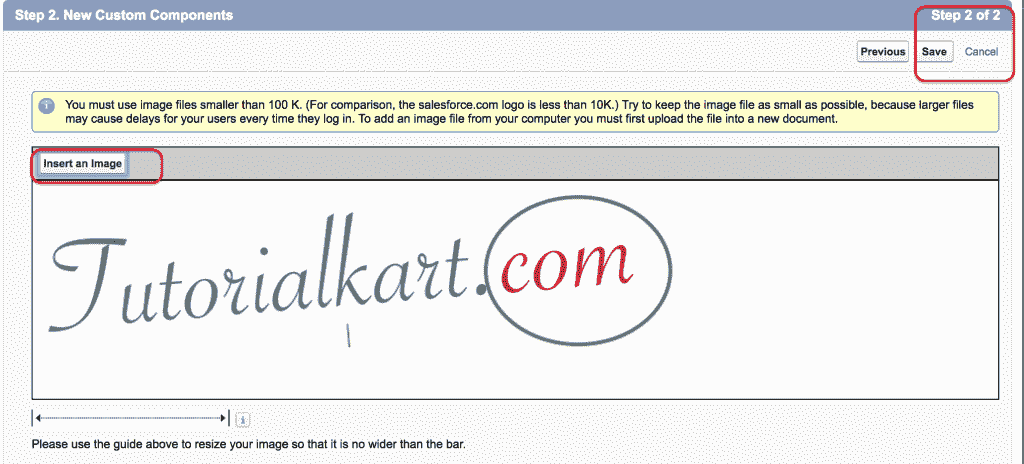 Step 2. New Custom Components
Step 2 of 2
Previous Save Cancel
You must use image files smaller than 100 K. (For comparison, the salesforce.com logo is less than 10K.) Try to keep the image file as small as possible, because larger files
may cause delays for your users every time they log in. To add an image file from your computer you must first upload the file into a new document.
Insert an Image
Tutorialkart.com
Please use the guide above to resize your image so that it is no wider than the bar.